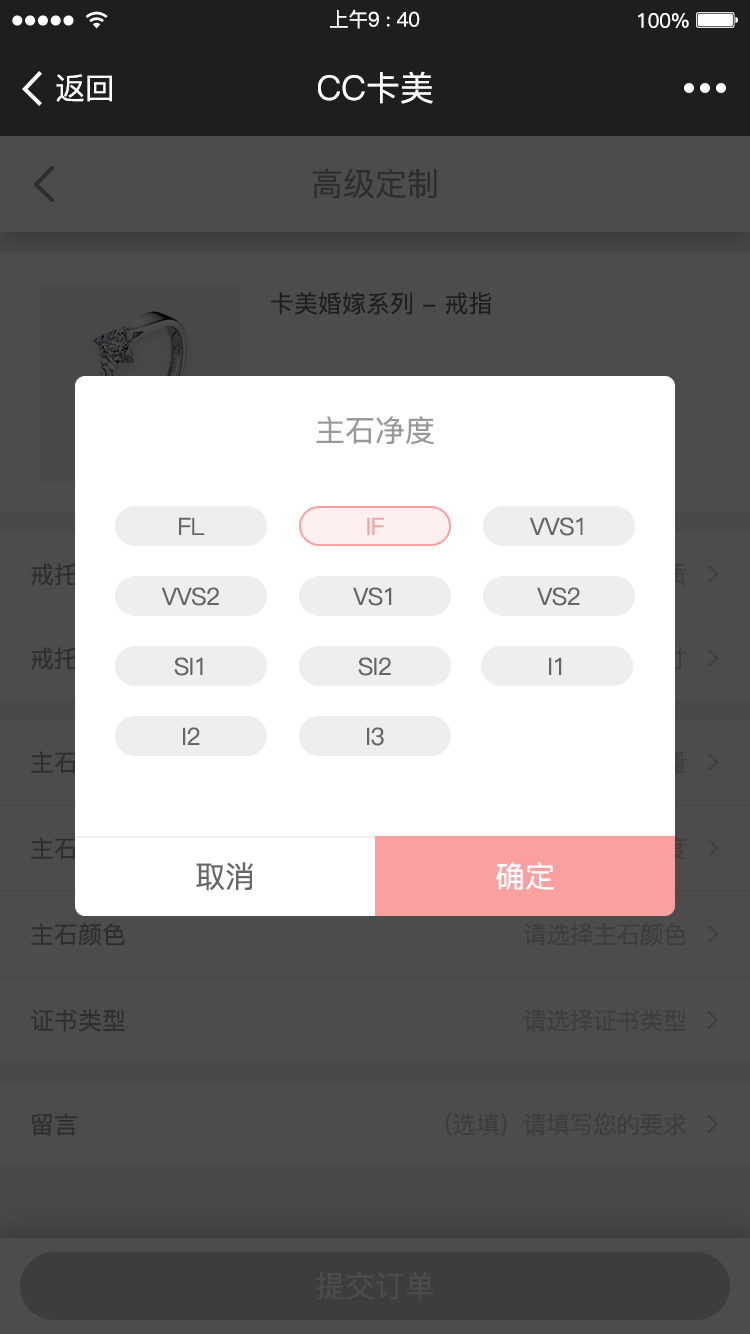 上午9 : 40
100%
返回
CC卡美
高级定制
卡美婚嫁系列 – 戒指
主石净度
FL
IF
VVS1
VVS2
VS1
VS2
SI1
SI2
I1
I2
I3
戒托
戒托
主石
量
主石
度
取消
确定
主石颜色
请选择主石颜色
证书类型
请选择证书类型
留言
（选填）请填写您的要求
提交订单